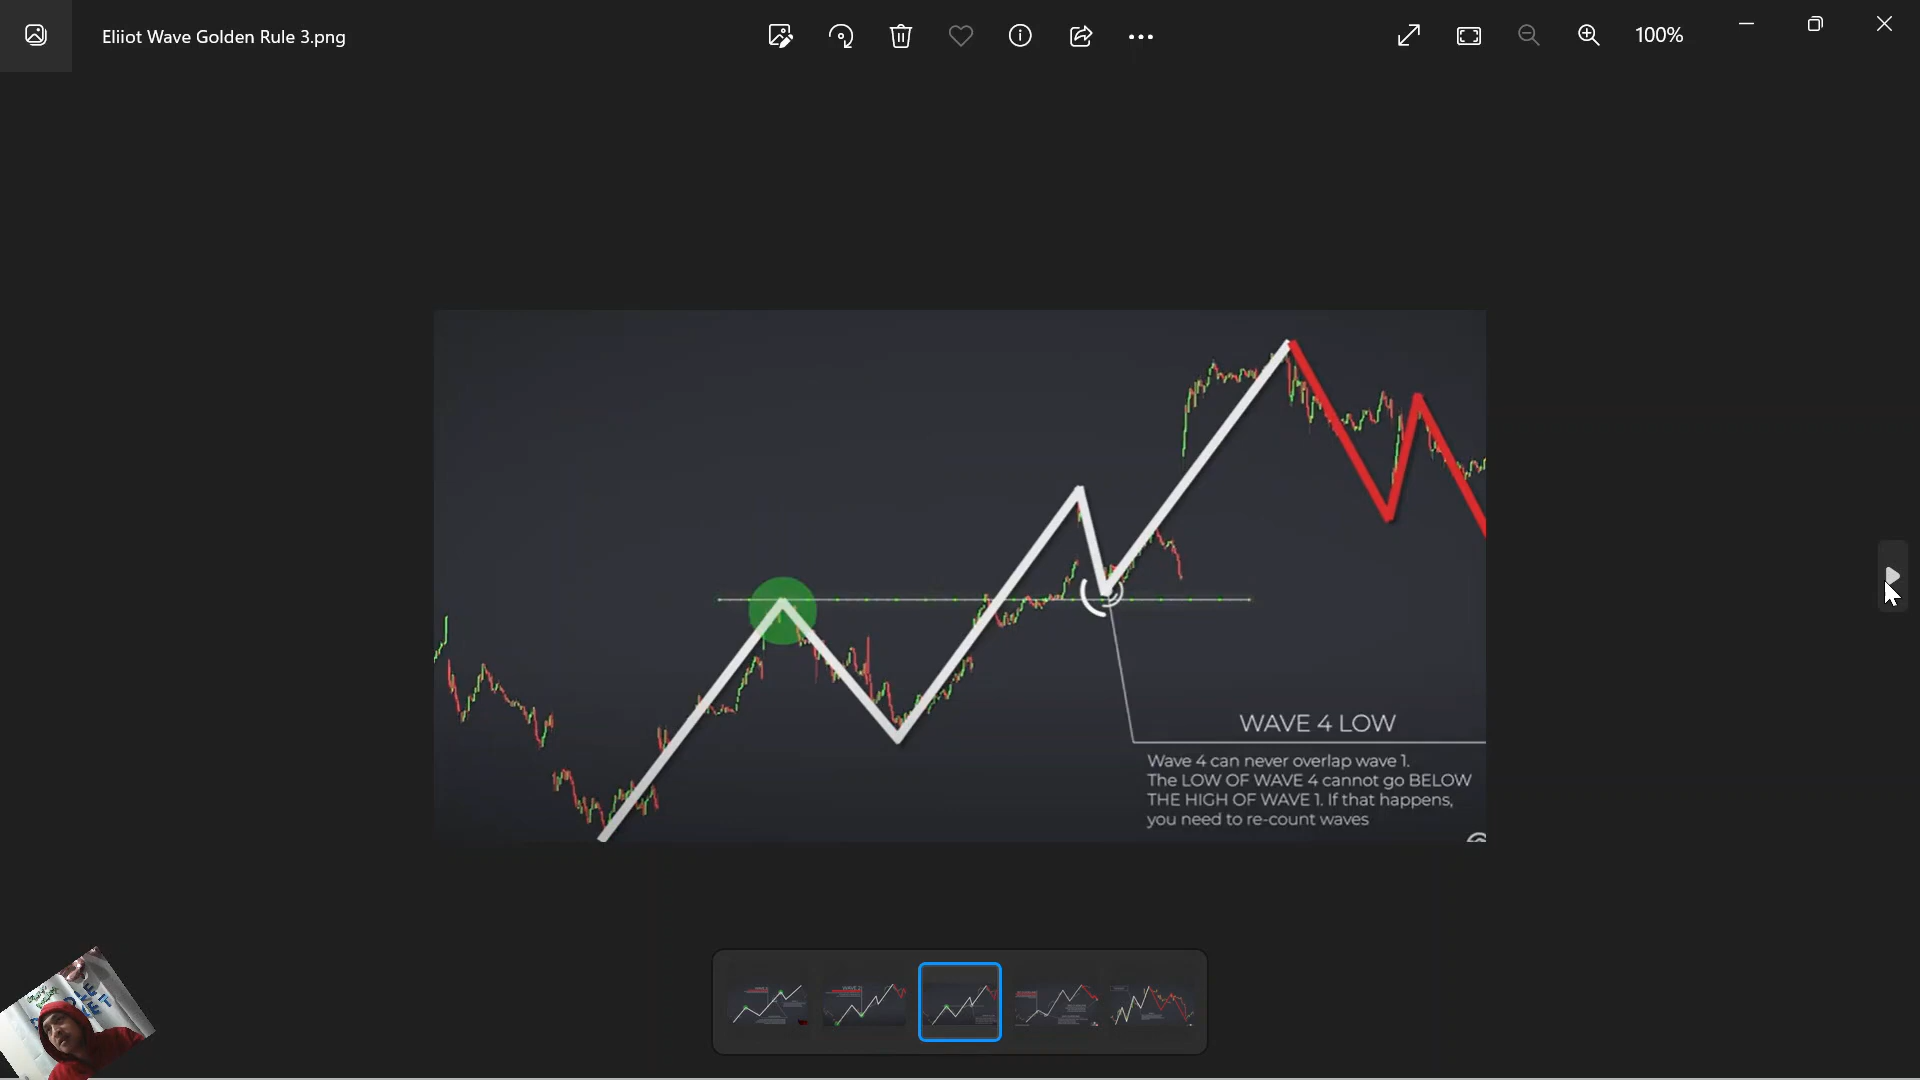 Eliiot Wave Golden Rule 3.png
100%
WAVE 4 LOW
Wave 4 can never overlap wave 1.
The LOW OF WAVE 4 cannot go BELOW
THE HIGH OF WAVE 1. If that happens,
you need to re-count waves